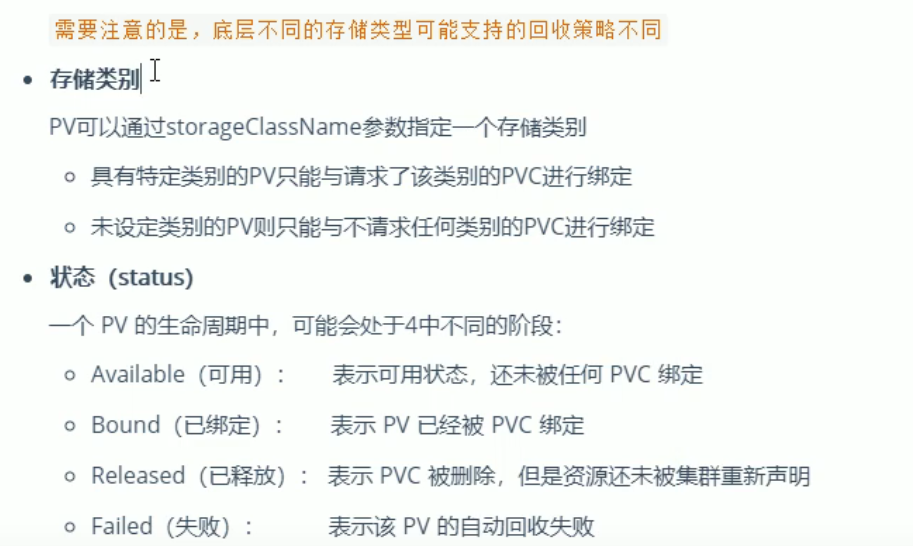 需要注意的是，底层不同的存储类型可能支持的回收策略不同
存储类别
PV可以通过storageClassName参数指定一个存储类别
具有特定类别的PV只能与请求了该类别的PVC进行绑定
未设定类别的PV则只能与不请求任何类别的PVC进行绑定
状态（status）
一个 PV 的生命周期中，可能会处于4中不同的阶段：
Available（可用）： 表示可用状态，还未被任何 PVC 绑定
Bound（已绑定）： 表示 PV 已经被 PVC 绑定
Released（已释放）： 表示 PVC 被删除，但是资源还未被集群重新声明
Failed（失败）： 表示该 PV 的自动回收失败